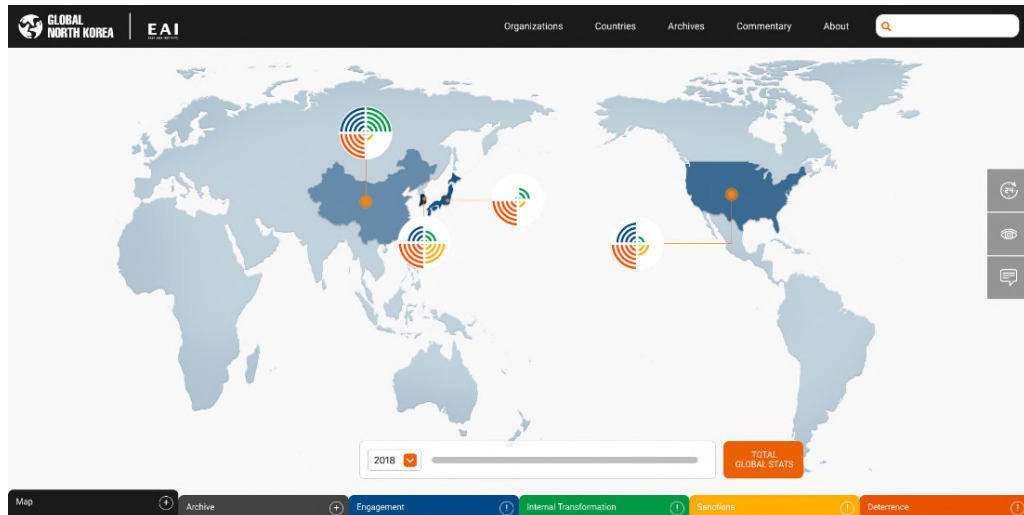 GLOBAL
NORTH KOREA
EAI
Organizations Countries Archives Commentary About
24
2018
TOTAL
GLOBAL STATS
Map
Archive
Engagement
Internal Transformation
Sanctions
Deterrence